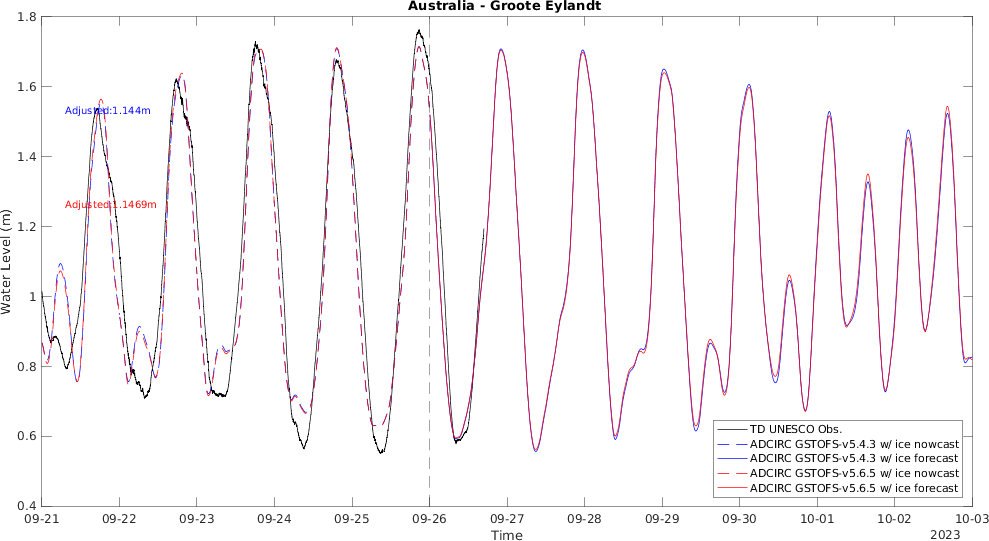 Australia - Groote Eylandt
1.8
1.6
Adjusted:1.144m
1.4
Adjusted:1.1469m
1.2
Water Level (m)
1
0.8
0.6
0.4
TD UNESCO Obs.
ADCIRC GSTOFS-v5.4.3 w/ ice nowcast
ADCIRC GSTOFS-v5.4.3 w/ ice forecast
ADCIRC GSTOFS-v5.6.5 w/ ice nowcast
ADCIRC GSTOFS-v5.6.5 w/ ice forecast
09-21 09-22 09-23 09-24 09-25 09-26 09-27 09-28 09-29 09-30 10-01 10-02 10-03
Time
2023